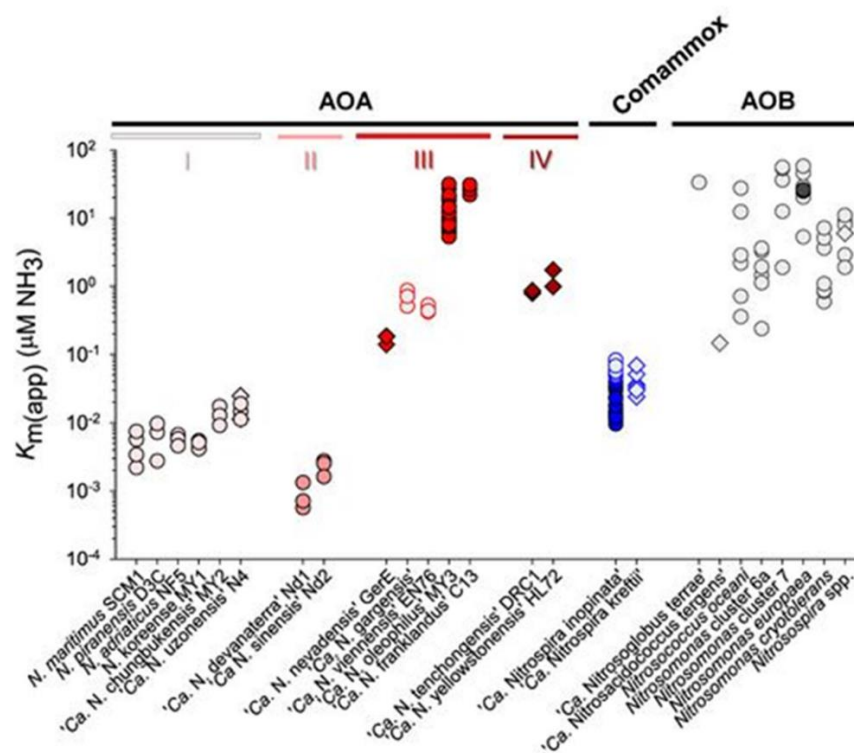 Comammox
AOA
AOB
I
II
III
IV
10²
10¹
10⁰
10⁻¹
10⁻²
10⁻³
10⁻⁴
Km(app) (µM NH₃)
N. maritimus SCM1
N. piranensis D3C
N. adriaticus NF5
N. koreense MY1
'Ca. N. chungbukensis' MY2
'Ca. N. uzonensis' N4
'Ca. N. devanaterra' Nd1
'Ca N. sinensis' Nd2
'Ca. N. nevadensis' GerE
'Ca. N. gargensis'
'Ca. N. viennensis' EN76
'Ca. N. oleophilus' MY3
'Ca. N. franklandus' C13
'Ca. N. tenchongensis' DRC1
'Ca. N. yellowstonensis' HL72
'Ca. Nitrospira inopinata'
'Ca. Nitrospira kreftii'
'Ca. Nitrosoglobus terrae'
'Ca. Nitrosacidococcus tergens'
Nitrosococcus oceani
Nitrosomonas cluster 6a
Nitrosomonas cluster 7
Nitrosomonas europaea
Nitrosomonas cryotolerans
Nitrosospira spp.